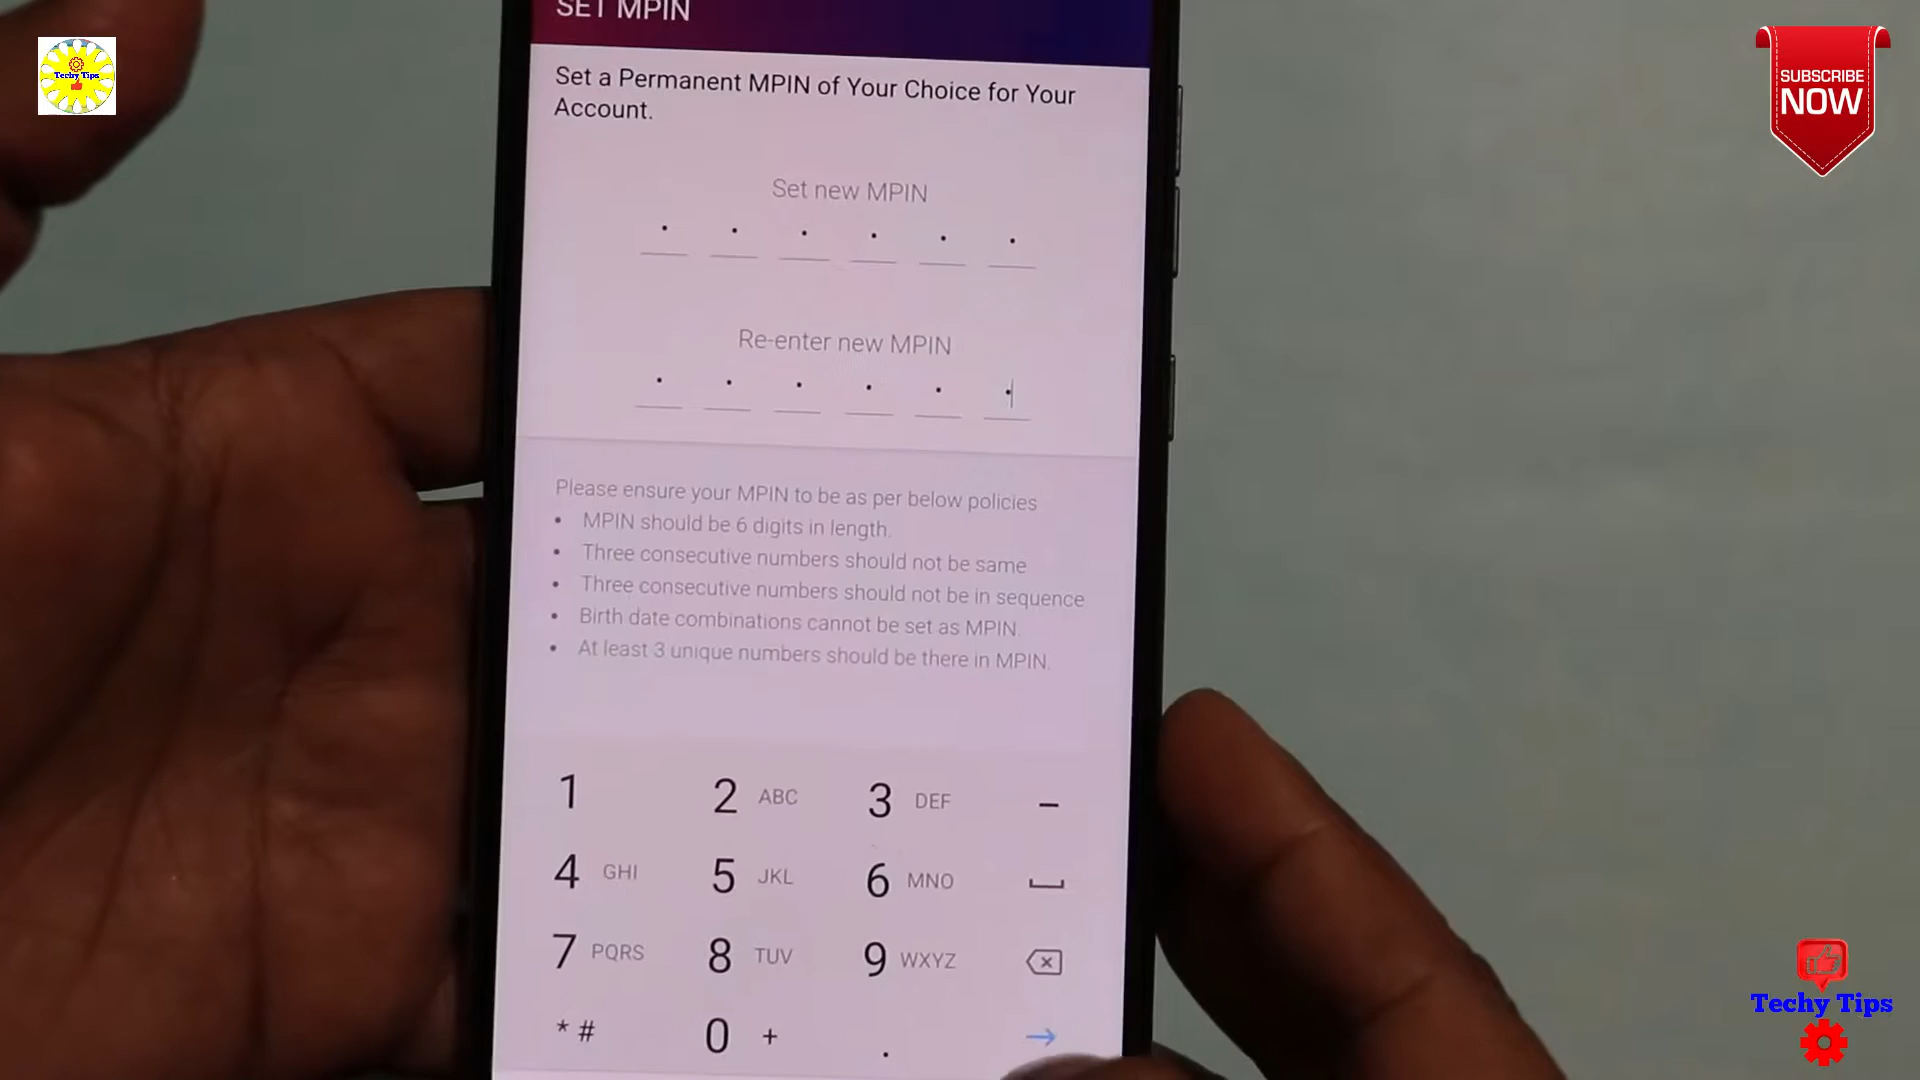 SET MPIN
Techy Tips
SUBSCRIBE
NOW
Set a Permanent MPIN of Your Choice for Your
Account.
Set new MPIN
Re-enter new MPIN
Please ensure your MPIN to be as per below policies
• MPIN should be 6 digits in length.
• Three consecutive numbers should not be same
• Three consecutive numbers should not be in sequence
• Birth date combinations cannot be set as MPIN.
• At least 3 unique numbers should be there in MPIN.
1 2 ABC 3 DEF -
4 GHI 5 JKL 6 MNO
7 PQRS 8 TUV 9 WXYZ
* # 0 + .
Techy Tips